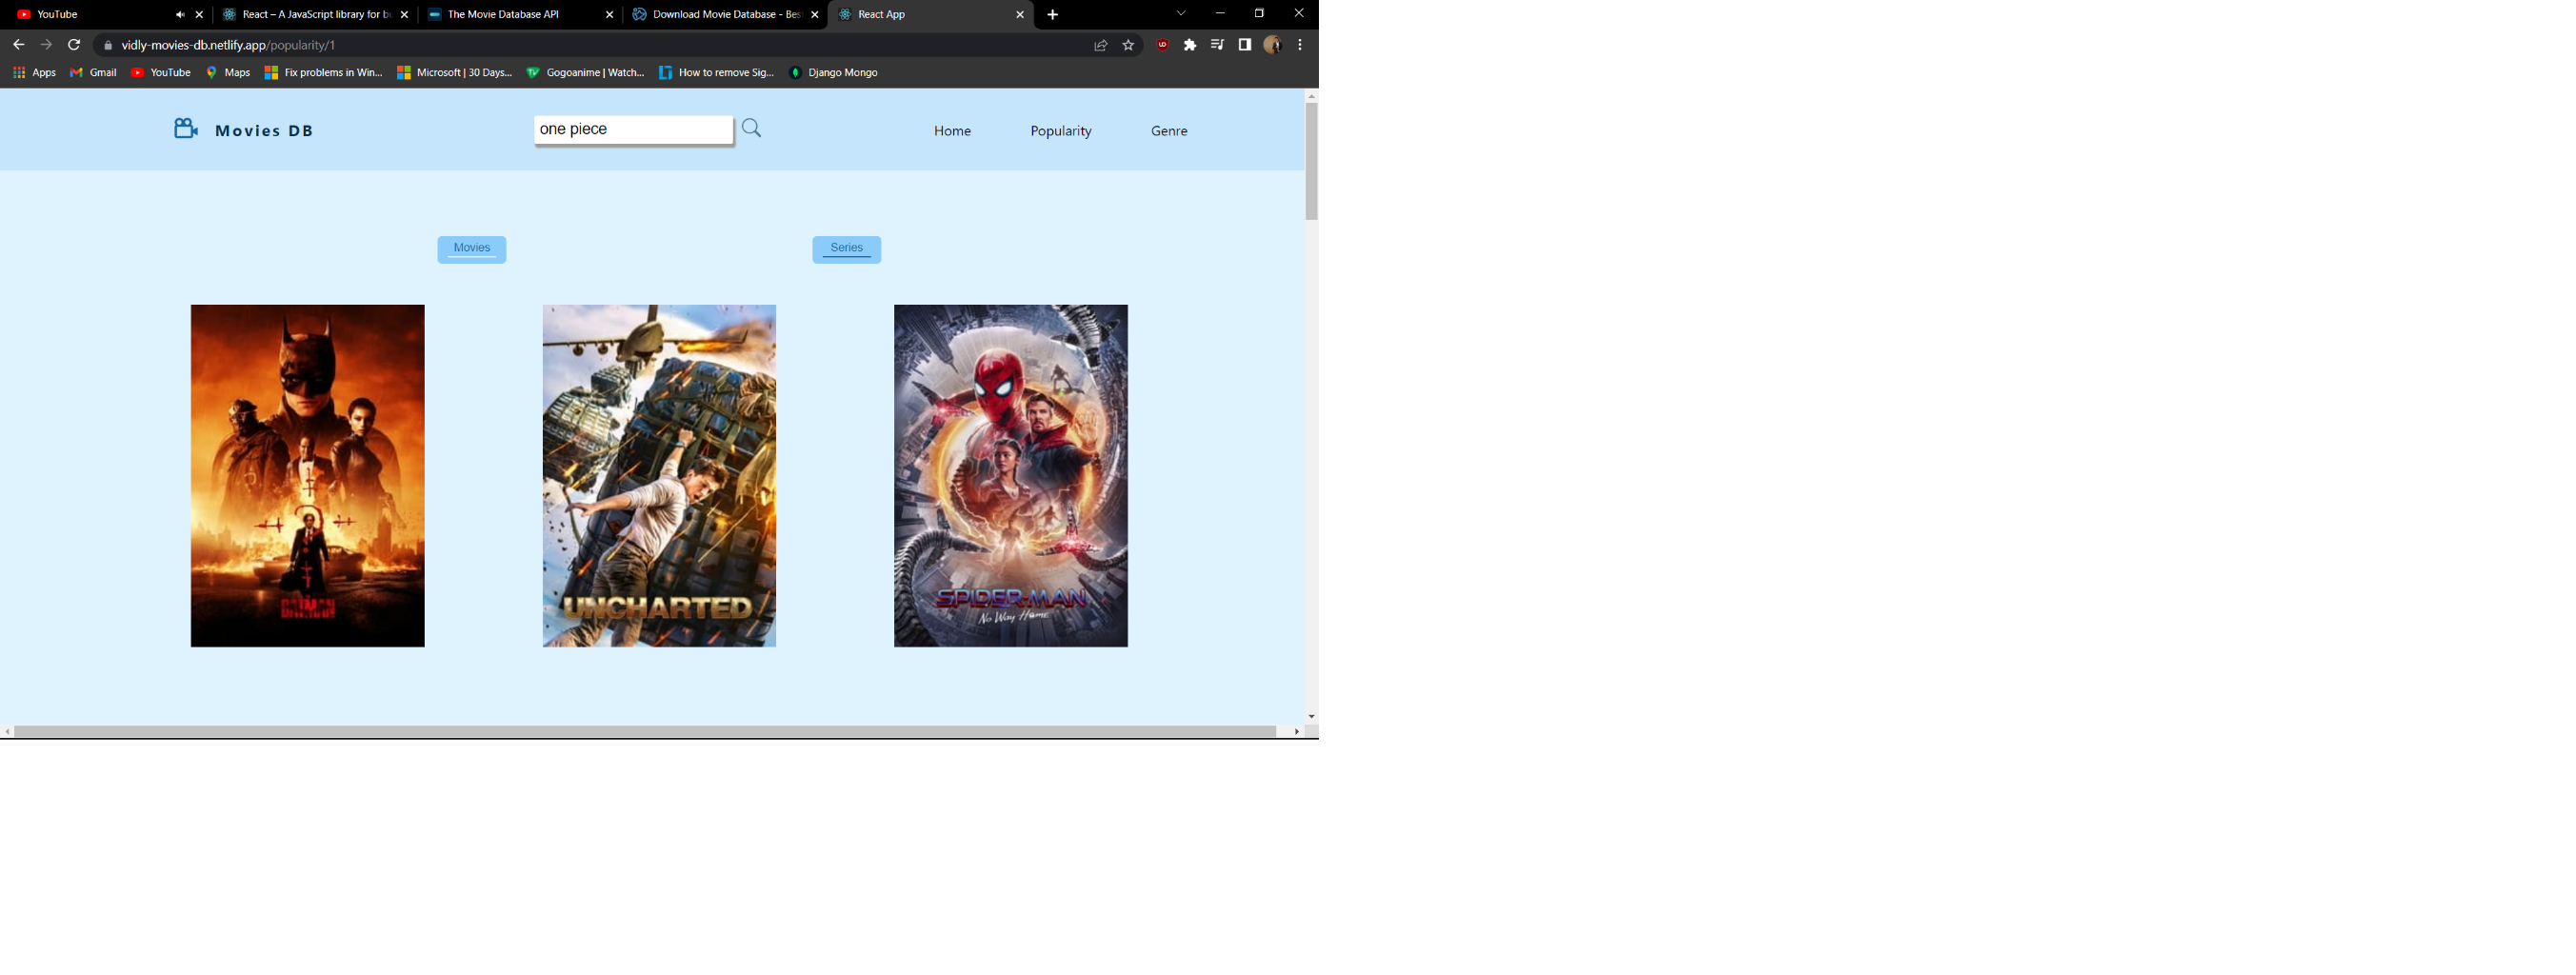 YouTube
React – A JavaScript library for bu
The Movie Database API
Download Movie Database - Bes
React App
vidly-movies-db.netlify.app/popularity/1
Apps
Gmail
YouTube
Maps
Fix problems in Win...
Microsoft | 30 Days...
Gogoanime | Watch...
How to remove Sig...
Django Mongo
Movies DB
one piece
Home
Popularity
Genre
Movies
Series
BATMAN
UNCHARTED
SPIDER-MAN
No Way Home